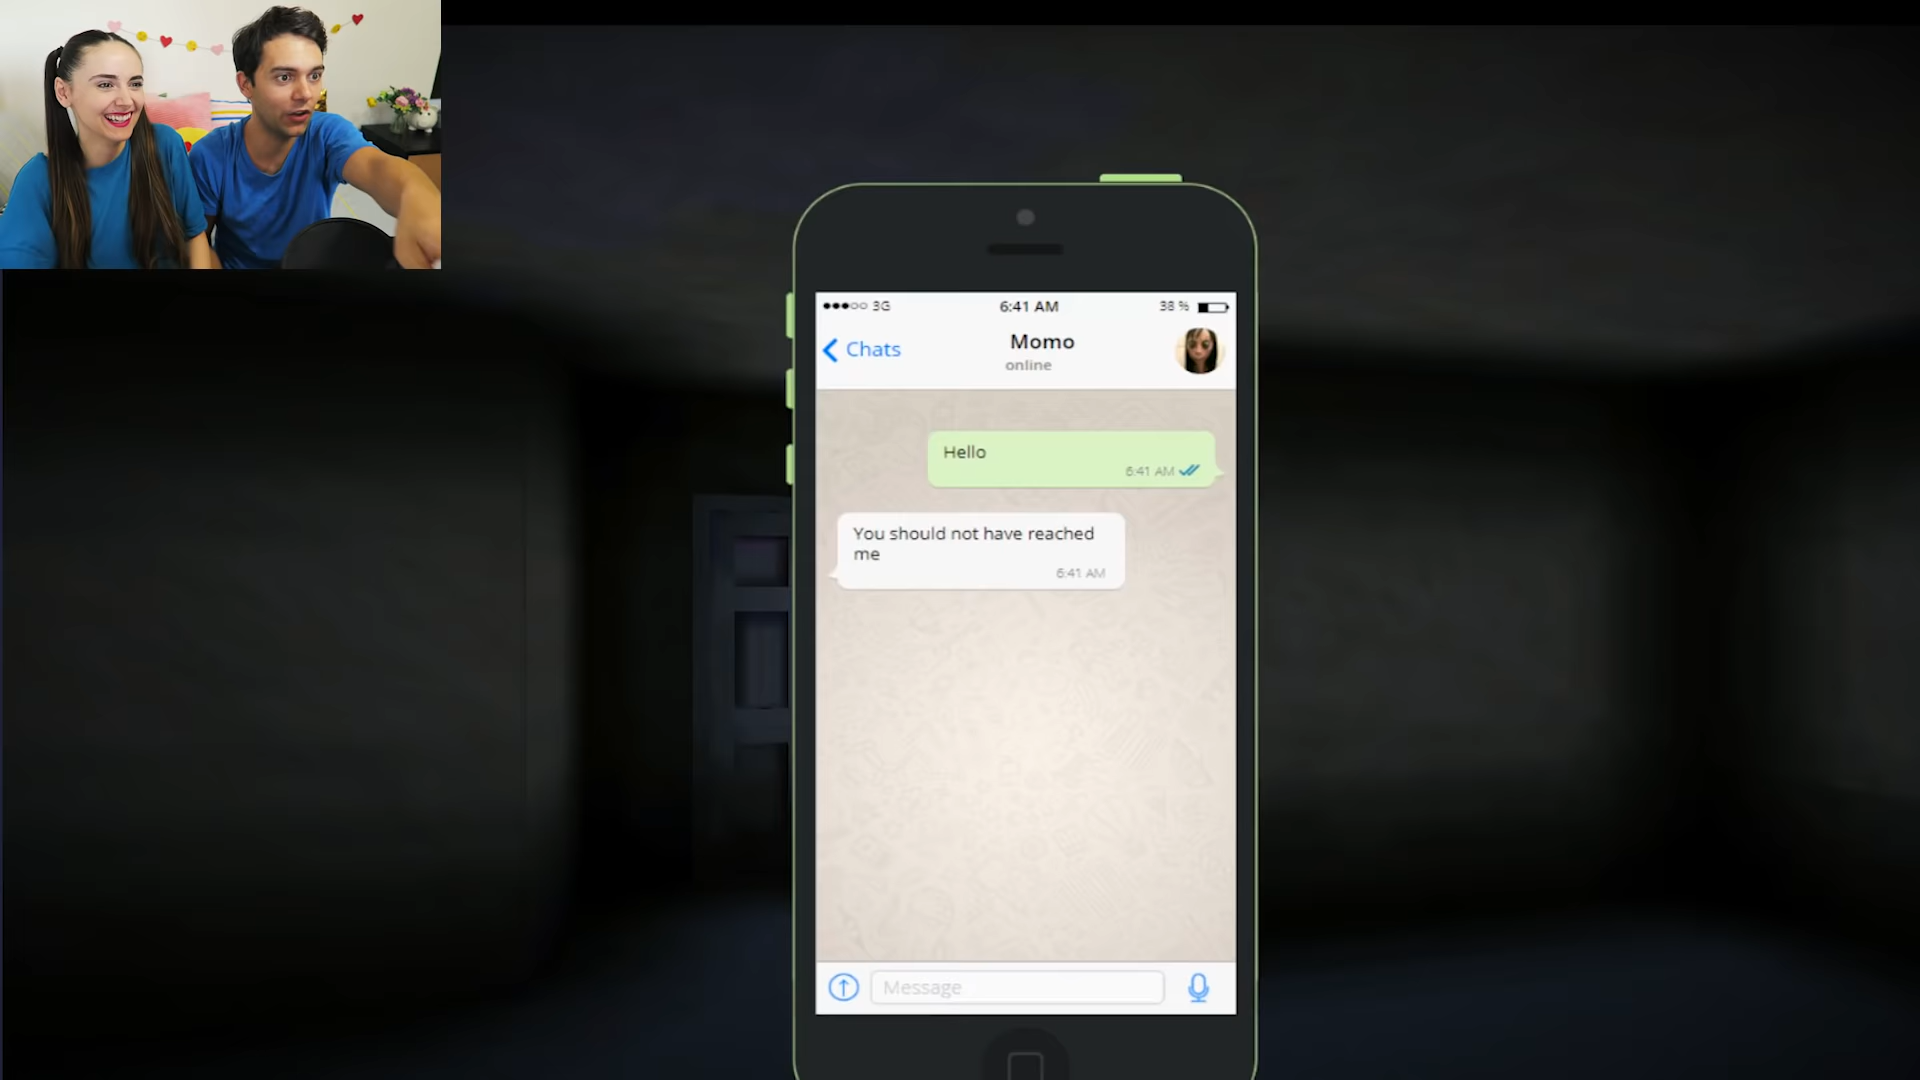 3G
6:41 AM
38 %
Chats
Momo
online
Hello
6:41 AM
You should not have reached
me
6:41 AM
Message